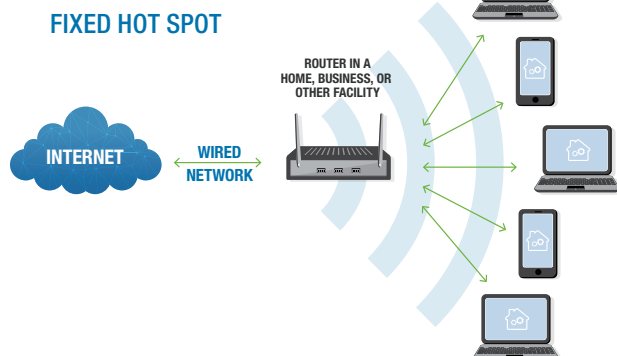 FIXED HOT SPOT
ROUTER IN A
HOME, BUSINESS, OR
OTHER FACILITY
INTERNET
WIRED
NETWORK